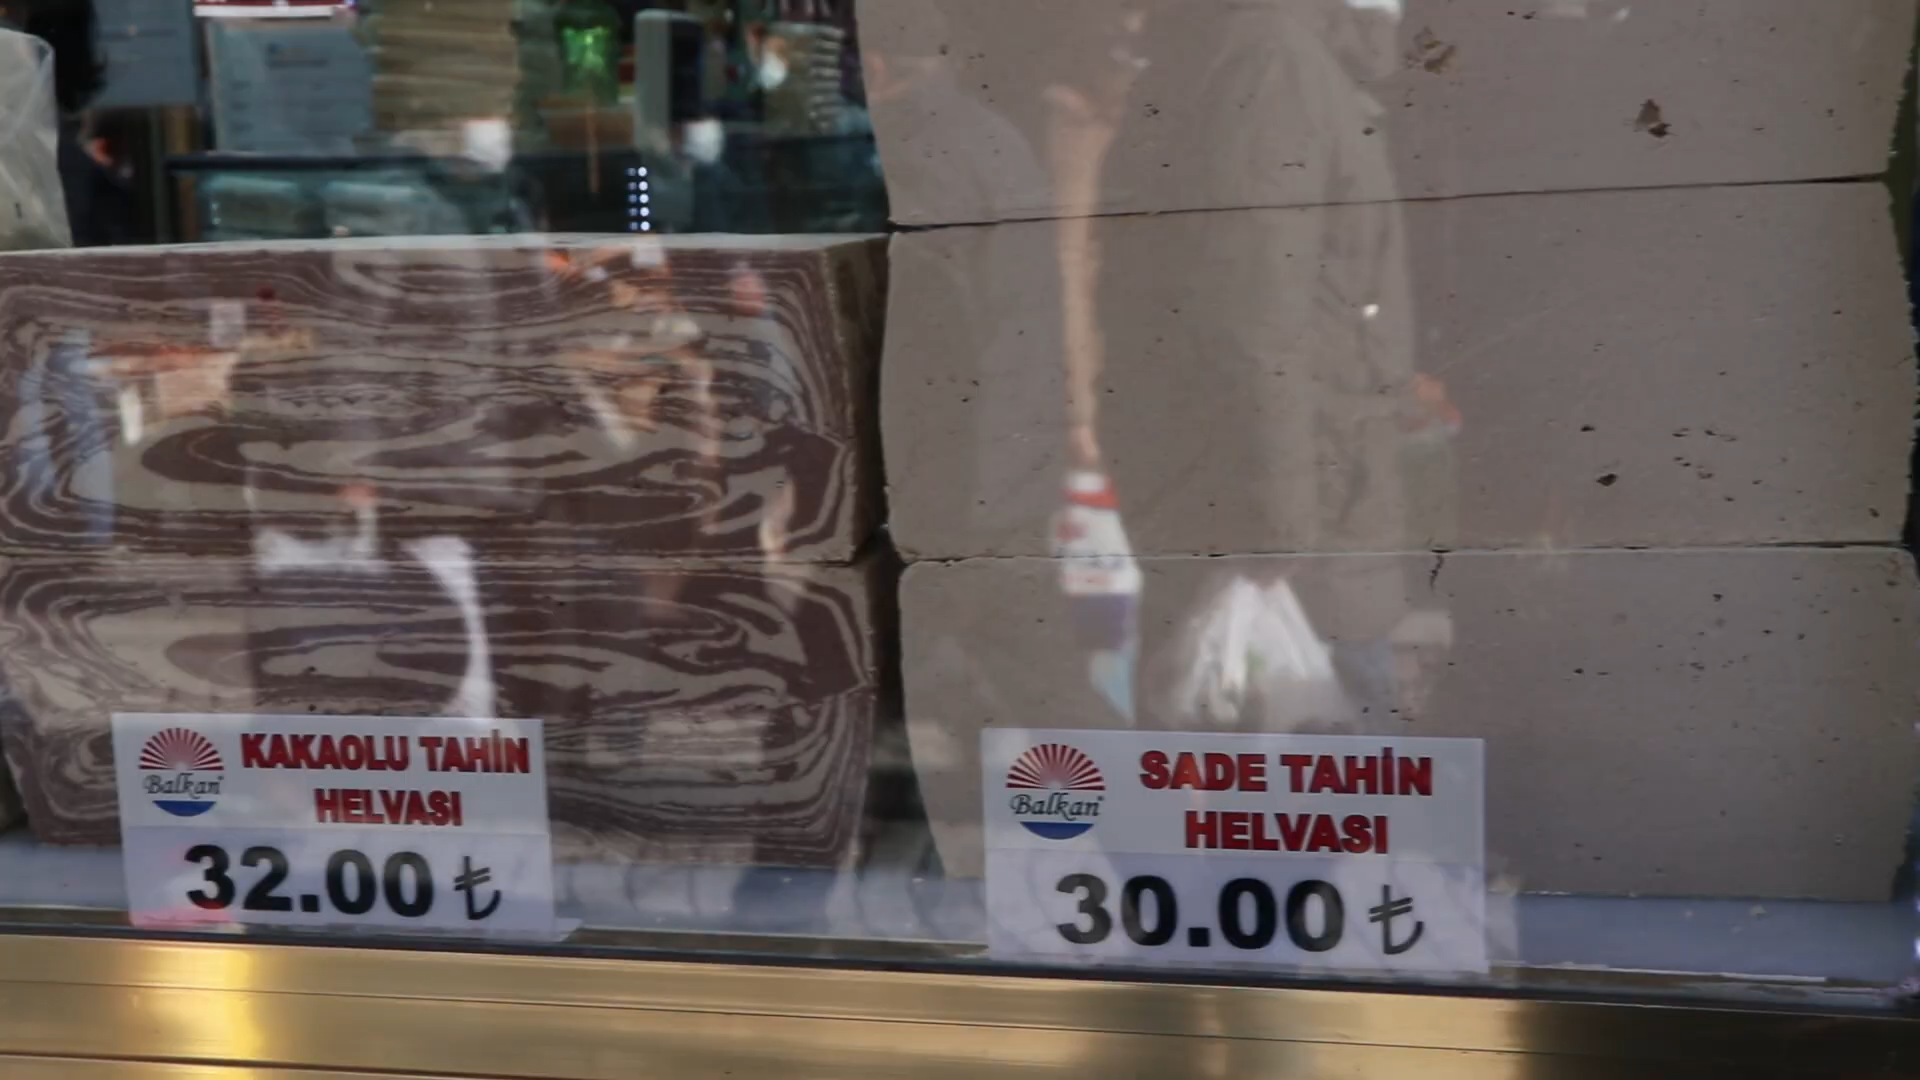 Balkan
KAKAOLU TAHİN
HELVASI
32.00 ₺
Balkan
SADE TAHİN
HELVASI
30.00 ₺